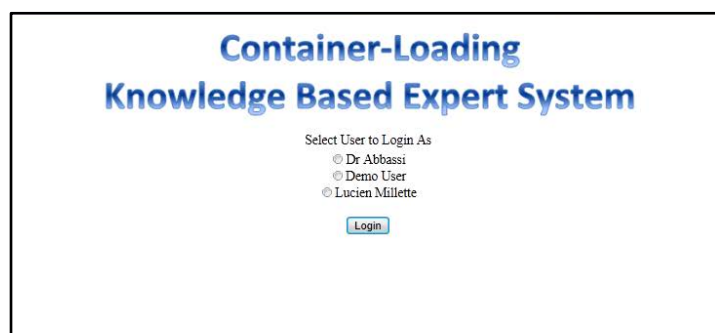 Container-Loading
Knowledge Based Expert System
Select User to Login As
Dr Abbassi
Demo User
Lucien Millette
Login